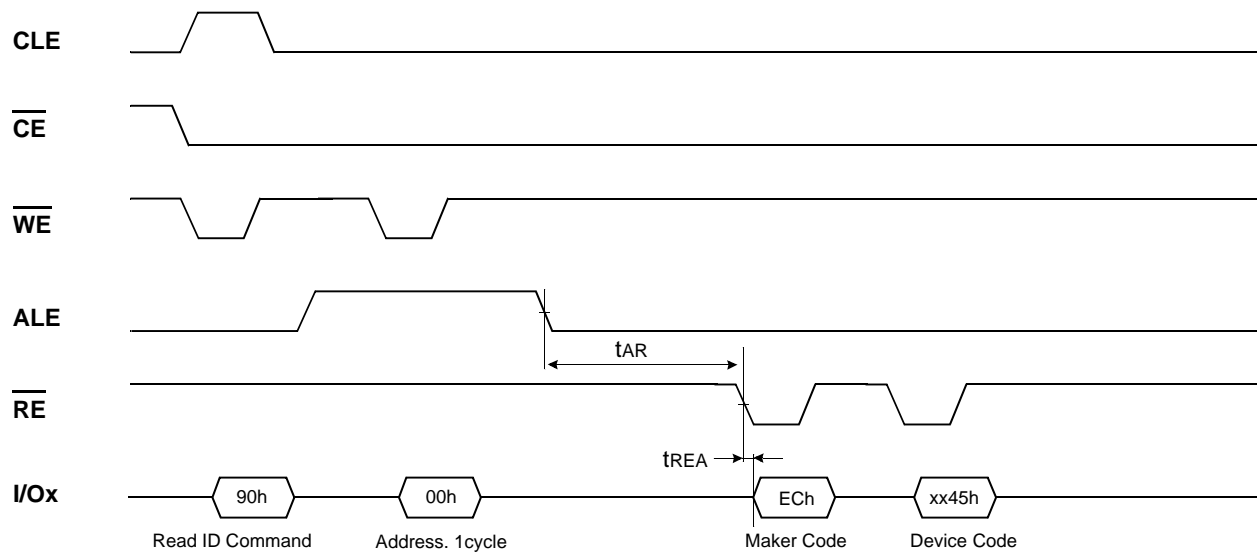 CLE
CE
WE
ALE
tAR
RE
tREA
I/Ox
90h
00h
ECh
xx45h
Read ID Command
Address. 1cycle
Maker Code
Device Code